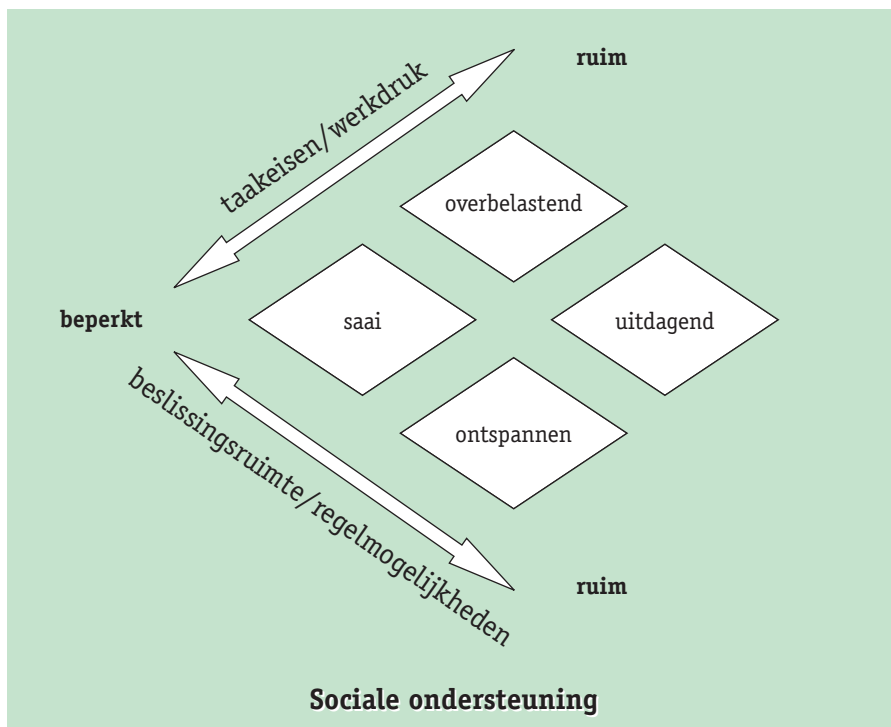 ruim
taakeisen/werkdruk
overbelastend
beperkt
saai
uitdagend
ontspannen
beslissingsruimte/regelmogelijkheden
ruim
Sociale ondersteuning